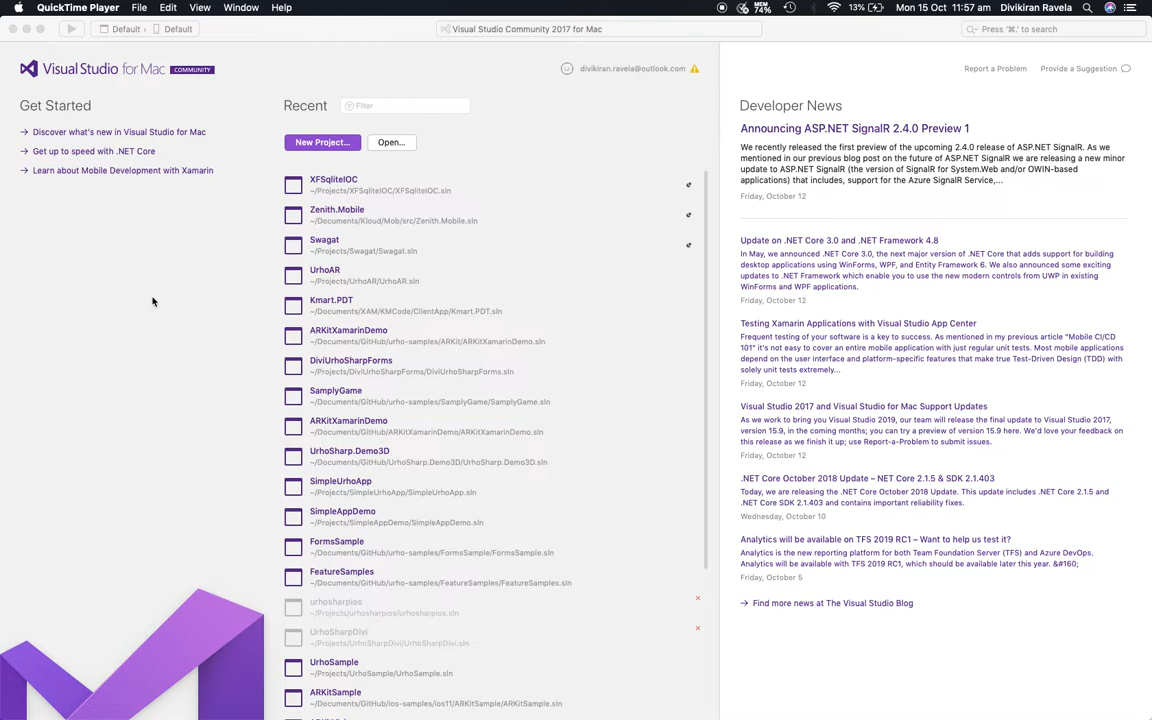 QuickTime Player File Edit View Window Help
MEM 74% 13% Mon 15 Oct 11:57 am Divikiran Ravela
Default › Default
Visual Studio Community 2017 for Mac
Press '⌘.' to search
Visual Studio for Mac COMMUNITY
divikiran.ravela@outlook.com
Report a Problem
Provide a Suggestion
Get Started
→ Discover what's new in Visual Studio for Mac
→ Get up to speed with .NET Core
→ Learn about Mobile Development with Xamarin
Recent
Filter
New Project...
Open...
XFSqliteIOC
~/Projects/XFSqliteIOC/XFSqliteIOC.sln
Zenith.Mobile
~/Documents/Kloud/Mob/src/Zenith.Mobile.sln
Swagat
~/Projects/Swagat/Swagat.sln
UrhoAR
~/Projects/UrhoAR/UrhoAR.sln
Kmart.PDT
~/Documents/XAM/KMCode/ClientApp/Kmart.PDT.sln
ARKitXamarinDemo
~/Documents/GitHub/urho-samples/ARKit/ARKitXamarinDemo.sln
DiviUrhoSharpForms
~/Projects/DiviUrhoSharpForms/DiviUrhoSharpForms.sln
SamplyGame
~/Documents/GitHub/urho-samples/SamplyGame/SamplyGame.sln
ARKitXamarinDemo
~/Documents/GitHub/ARKitXamarinDemo/ARKitXamarinDemo.sln
UrhoSharp.Demo3D
~/Documents/GitHub/UrhoSharp.Demo3D/UrhoSharp.Demo3D.sln
SimpleUrhoApp
~/Projects/SimpleUrhoApp/SimpleUrhoApp.sln
SimpleAppDemo
~/Projects/SimpleAppDemo/SimpleAppDemo.sln
FormsSample
~/Documents/GitHub/urho-samples/FormsSample/FormsSample.sln
FeatureSamples
~/Documents/GitHub/urho-samples/FeatureSamples/FeatureSamples.sln
urhosharpios
~/Projects/urhosharpios/urhosharpios.sln
UrhoSharpDivi
~/Projects/UrhoSharpDivi/UrhoSharpDivi.sln
UrhoSample
~/Projects/UrhoSample/UrhoSample.sln
ARKitSample
~/Documents/GitHub/ios-samples/ios11/ARKitSample/ARKitSample.sln
Developer News
Announcing ASP.NET SignalR 2.4.0 Preview 1
We recently released the first preview of the upcoming 2.4.0 release of ASP.NET SignalR. As we
mentioned in our previous blog post on the future of ASP.NET SignalR we are releasing a new minor
update to ASP.NET SignalR (the version of SignalR for System.Web and/or OWIN-based
applications) that includes, support for the Azure SignalR Service,...
Friday, October 12
Update on .NET Core 3.0 and .NET Framework 4.8
In May, we announced .NET Core 3.0, the next major version of .NET Core that adds support for building
desktop applications using WinForms, WPF, and Entity Framework 6. We also announced some exciting
updates to .NET Framework which enable you to use the new modern controls from UWP in existing
WinForms and WPF applications.
Friday, October 12
Testing Xamarin Applications with Visual Studio App Center
Frequent testing of your software is a key to success. As mentioned in my previous article "Mobile CI/CD
101" it's not easy to cover an entire mobile application with just regular unit tests. Most mobile applications
depend on the user interface and platform-specific features that make true Test-Driven Design (TDD) with
solely unit tests extremely...
Friday, October 12
Visual Studio 2017 and Visual Studio for Mac Support Updates
As we work to bring you Visual Studio 2019, our team will release the final update to Visual Studio 2017,
version 15.9, in the coming months; you can try a preview of version 15.9 here. We'd love your feedback on
this release as we finish it up; use Report-a-Problem to submit issues.
Friday, October 12
.NET Core October 2018 Update – NET Core 2.1.5 & SDK 2.1.403
Today, we are releasing the .NET Core October 2018 Update. This update includes .NET Core 2.1.5 and
.NET Core SDK 2.1.403 and contains important reliability fixes.
Wednesday, October 10
Analytics will be available on TFS 2019 RC1 – Want to help us test it?
Analytics is the new reporting platform for both Team Foundation Server (TFS) and Azure DevOps.
Analytics will be available with TFS 2019 RC1, which should be available later this year. &#160;
Friday, October 5
→ Find more news at The Visual Studio Blog